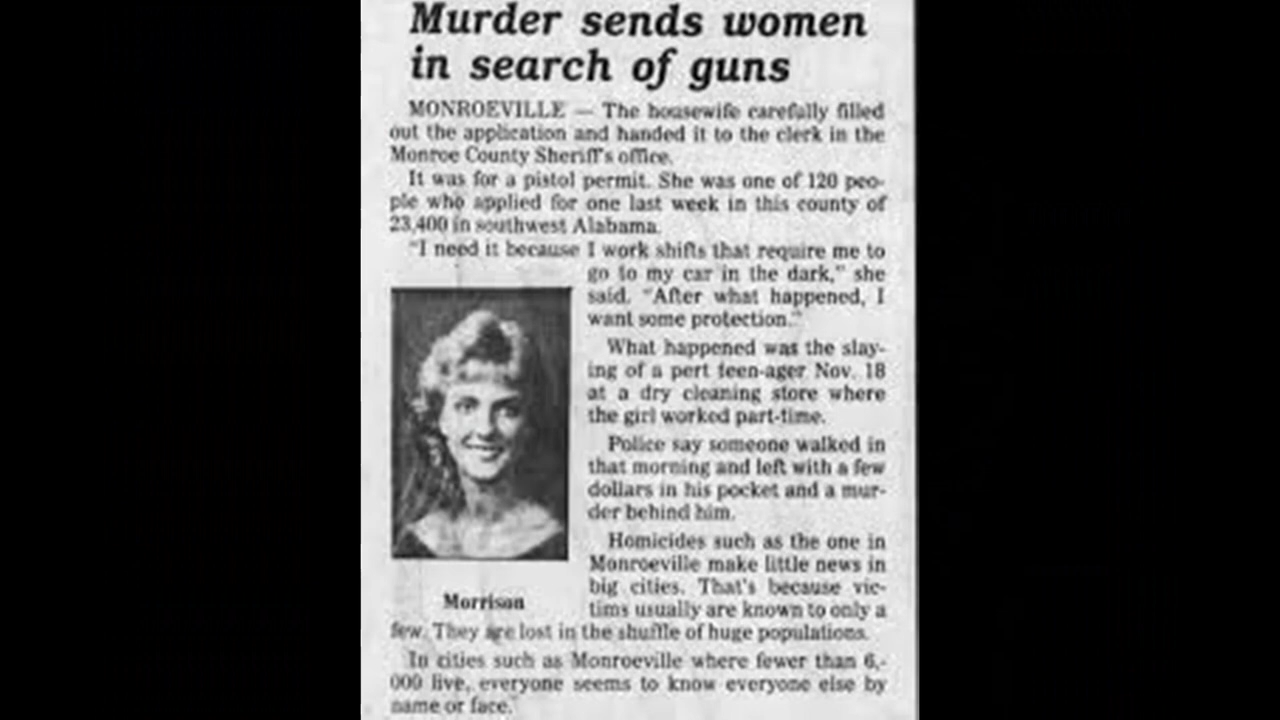 Murder sends women
in search of guns
MONROEVILLE — The housewife carefully filled
out the application and handed it to the clerk in the
Monroe County Sheriff's office.
It was for a pistol permit. She was one of 120 peo-
ple who applied for one last week in this county of
23,400 in southwest Alabama.
"I need it because I work shifts that require me to
go to my car in the dark," she
said. "After what happened, I
want some protection."
What happened was the slay-
ing of a pert teen-ager Nov. 18
at a dry cleaning store where
the girl worked part-time.
Police say someone walked in
that morning and left with a few
dollars in his pocket and a mur-
der behind him.
Homicides such as the one in
Monroeville make little news in
big cities. That's because vic-
tims usually are known to only a
Morrison
few. They are lost in the shuffle of huge populations.
In cities such as Monroeville where fewer than 6,-
000 live, everyone seems to know everyone else by
name or face.